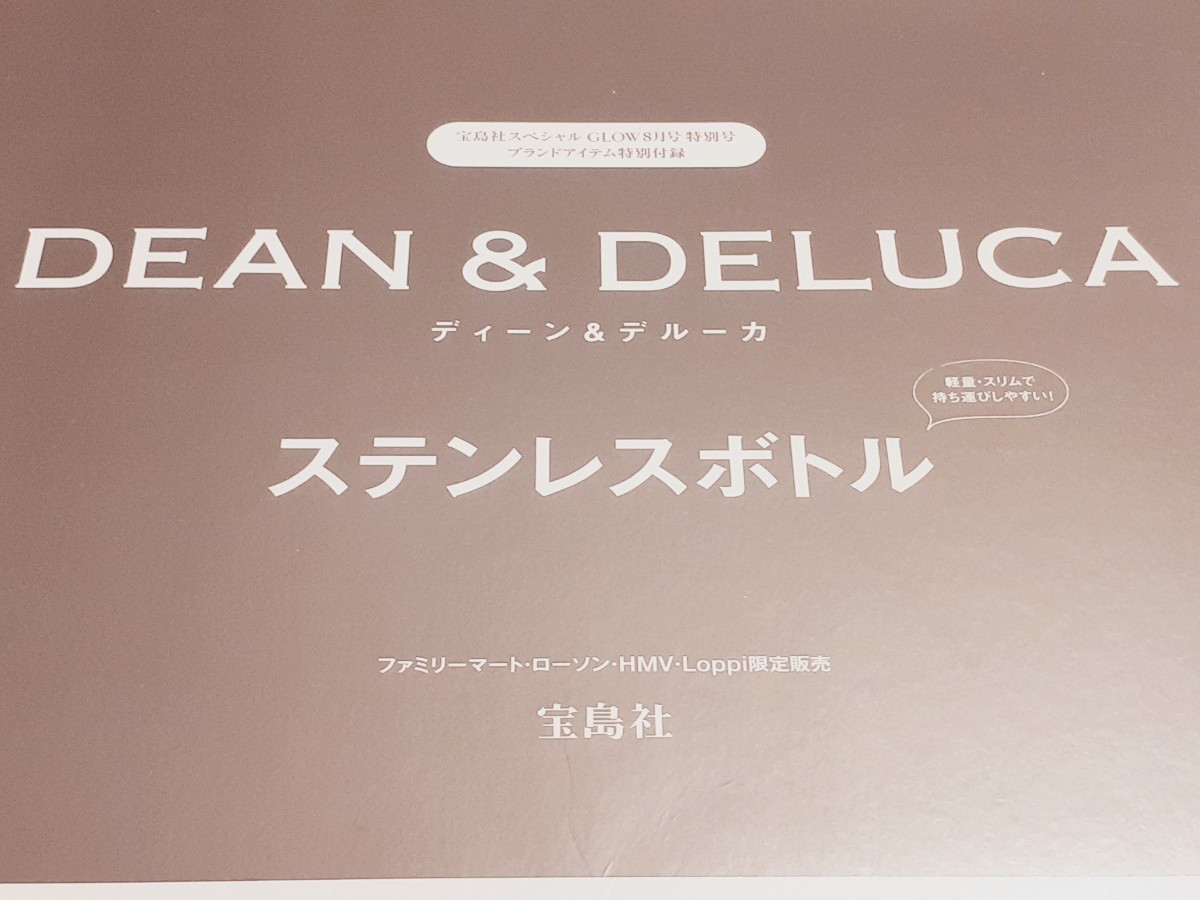 宝島社スペシャル GLOW 8月号 特別号
ブランドアイテム特別付録
DEAN & DELUCA
ディーン&デルーカ
軽量・スリムで
持ち運びしやすい!
ステンレスボトル
ファミリーマート・ローソン・HMV・Loppi限定販売
宝島社